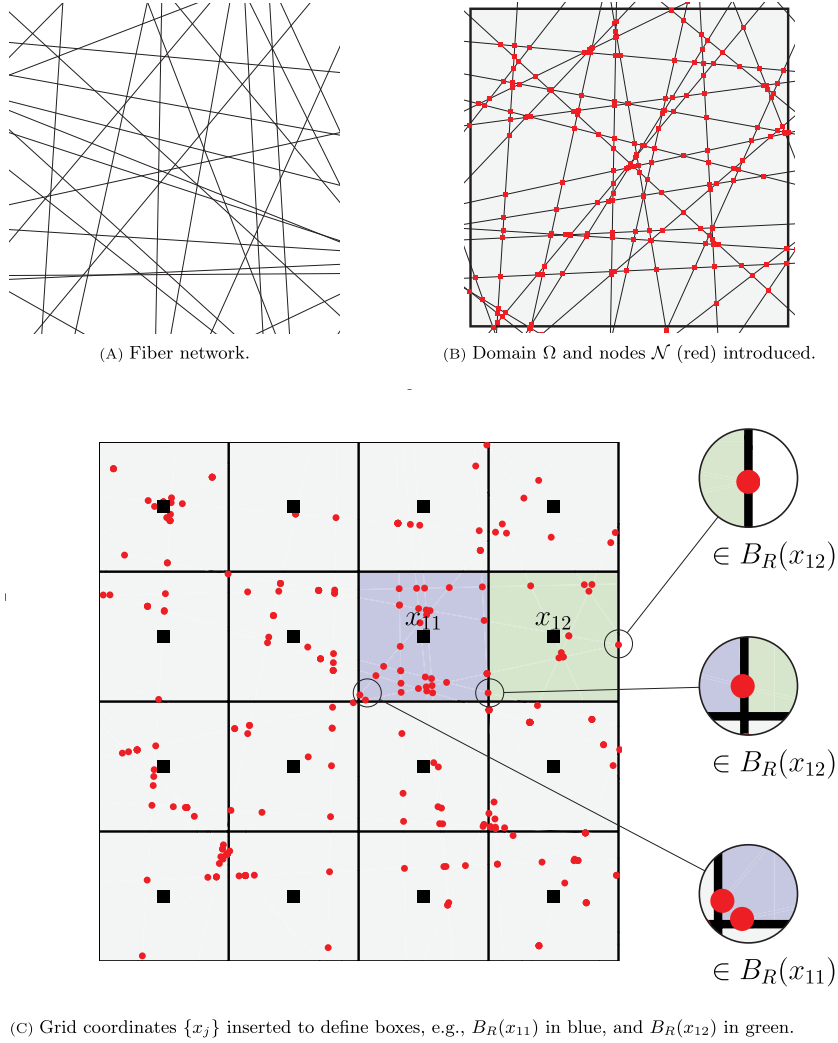 (A) Fiber network.
(B) Domain Ω and nodes 𝒩 (red) introduced.
x₁₁
x₁₂
∈ B_R(x₁₂)
∈ B_R(x₁₂)
∈ B_R(x₁₁)
(C) Grid coordinates {x_j} inserted to define boxes, e.g., B_R(x₁₁) in blue, and B_R(x₁₂) in green.